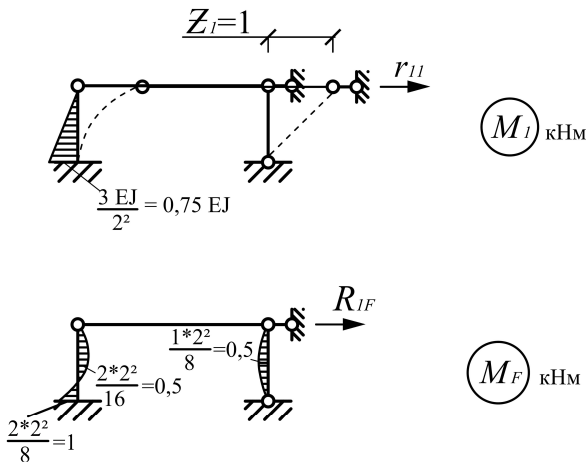 Z₁=1
r₁₁
M₁ кНм
3 EJ
2² = 0,75 EJ
R₁F
1*2²
8 =0,5
2*2²
16 =0,5
M_F кНм
2*2²
8 =1